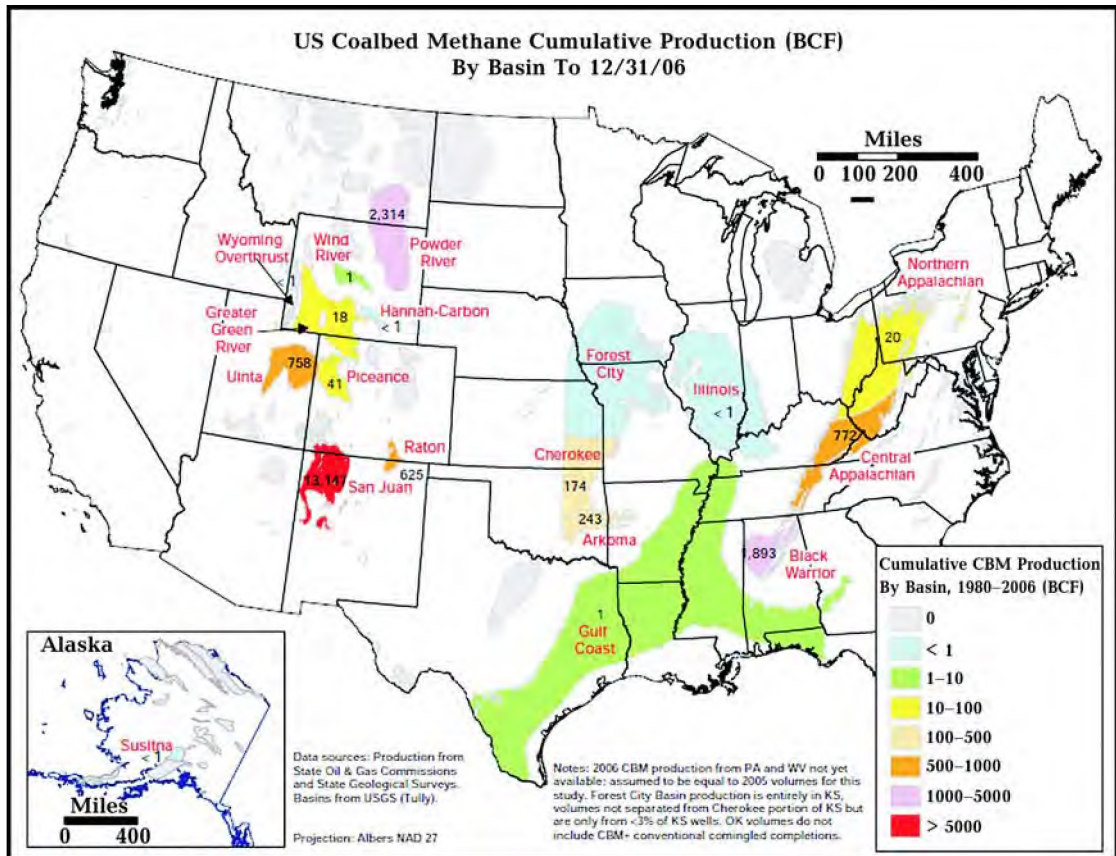 US Coalbed Methane Cumulative Production (BCF)
By Basin To 12/31/06
Miles
0 100 200 400
2,314
Wyoming
Overthrust
< 1
Wind
River
1
Powder
River
Northern
Appalachian
Greater
Green
River
18
Hannah-Carbon
< 1
20
Uinta
758
41
Piceance
Forest
City
Illinois
< 1
772
Central
Appalachian
Raton
625
Cherokee
13,147
San Juan
174
243
Arkoma
1,893
Black
Warrior
1
Gulf
Coast
Cumulative CBM Production
By Basin, 1980–2006 (BCF)
0
< 1
1–10
10–100
100–500
500–1000
1000–5000
> 5000
Alaska
Susitna
< 1
Miles
0 400
Data sources: Production from
State Oil & Gas Commissions
and State Geological Surveys.
Basins from USGS (Tully).
Projection: Albers NAD 27
Notes: 2006 CBM production from PA and WV not yet
available; assumed to be equal to 2005 volumes for this
study. Forest City Basin production is entirely in KS,
volumes not separated from Cherokee portion of KS but
are only from <3% of KS wells. OK volumes do not
include CBM+ conventional comingled completions.